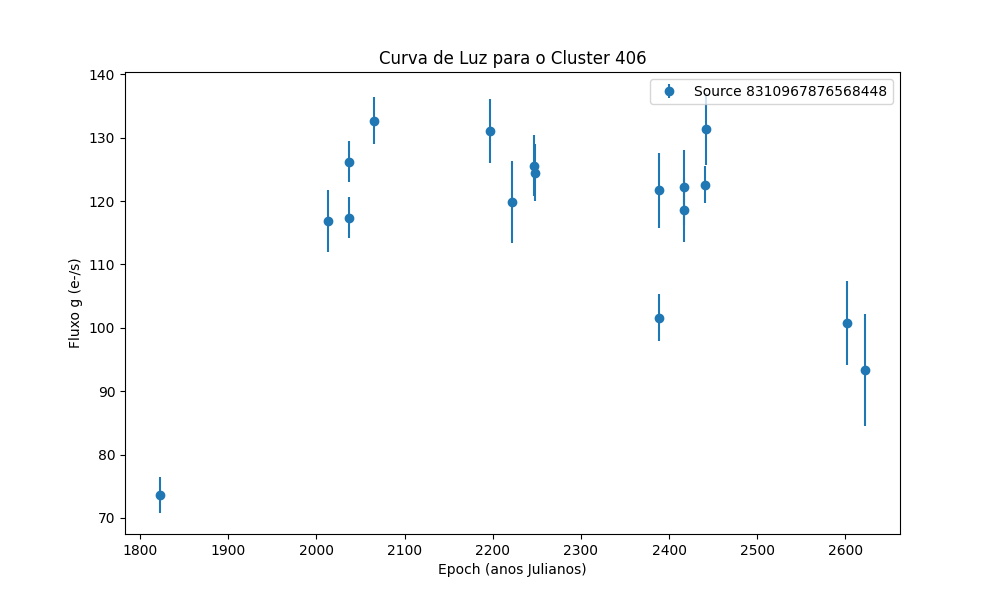 Curva de Luz para o Cluster 406
Source 8310967876568448
140
130
120
110
100
90
80
70
Fluxo g (e-/s)
1800 1900 2000 2100 2200 2300 2400 2500 2600
Epoch (anos Julianos)